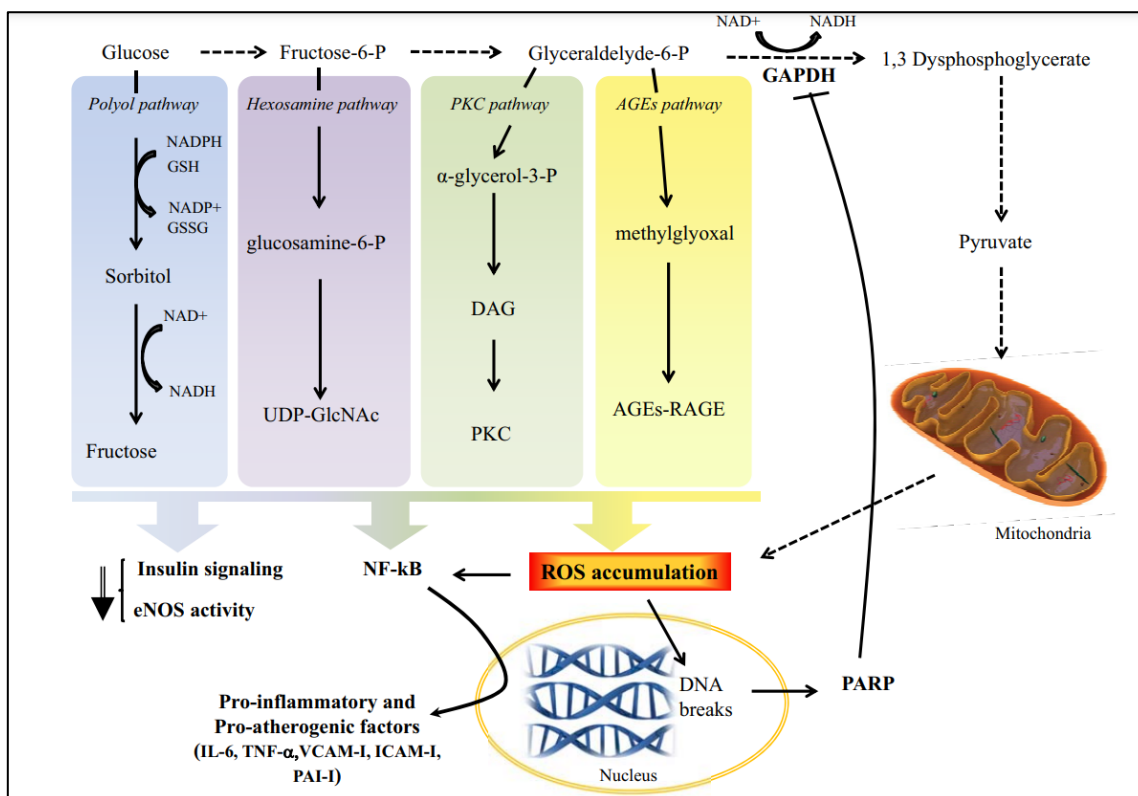 NAD+ NADH
Glucose Fructose-6-P Glyceraldelyde-6-P
GAPDH
1,3 Dysphosphoglycerate
Polyol pathway
NADPH
GSH
NADP+
GSSG
Sorbitol
NAD+
NADH
Fructose
Hexosamine pathway
glucosamine-6-P
UDP-GlcNAc
PKC pathway
α-glycerol-3-P
DAG
PKC
AGEs pathway
methylglyoxal
AGEs-RAGE
Pyruvate
Mitochondria
Insulin signaling
eNOS activity
NF-kB
ROS accumulation
DNA
breaks
PARP
Nucleus
Pro-inflammatory and
Pro-atherogenic factors
(IL-6, TNF-α,VCAM-I, ICAM-I,
PAI-I)